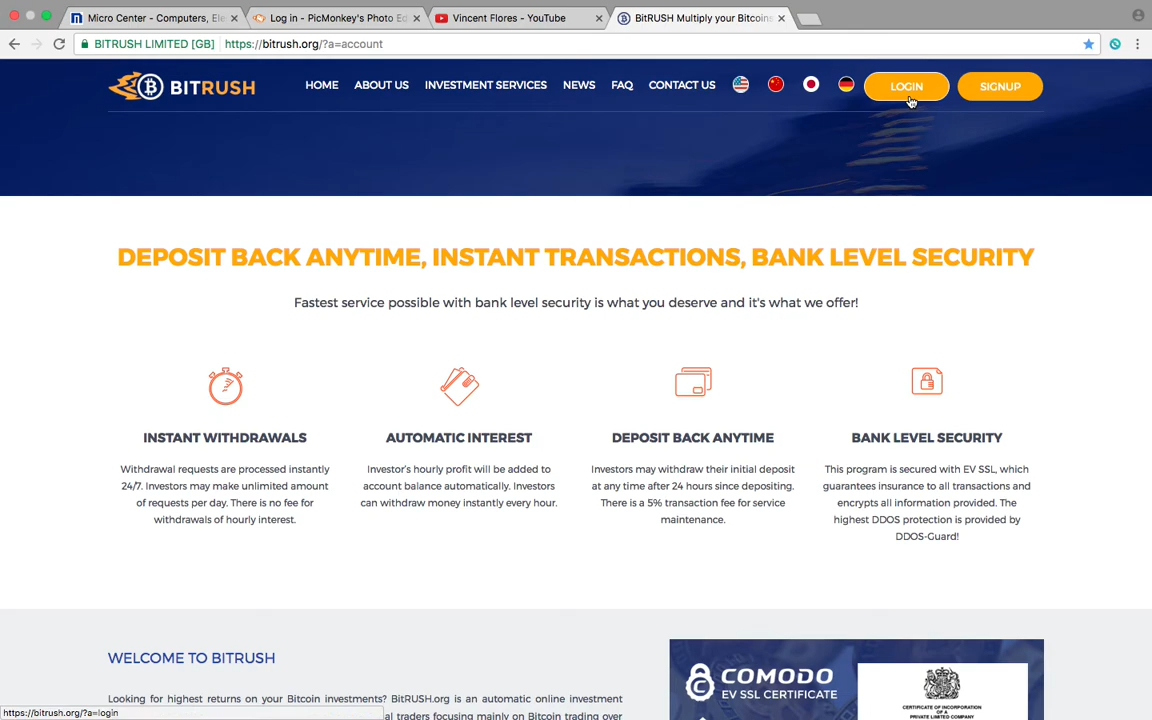 Micro Center - Computers, Ele
Log in - PicMonkey's Photo Ed
Vincent Flores - YouTube
BitRUSH Multiply your Bitcoins
BITRUSH LIMITED [GB]
https://bitrush.org/?a=account
BITRUSH
HOME
ABOUT US
INVESTMENT SERVICES
NEWS
FAQ
CONTACT US
LOGIN
SIGNUP
DEPOSIT BACK ANYTIME, INSTANT TRANSACTIONS, BANK LEVEL SECURITY
Fastest service possible with bank level security is what you deserve and it's what we offer!
INSTANT WITHDRAWALS
Withdrawal requests are processed instantly
24/7. Investors may make unlimited amount
of requests per day. There is no fee for
withdrawals of hourly interest.
AUTOMATIC INTEREST
Investor's hourly profit will be added to
account balance automatically. Investors
can withdraw money instantly every hour.
DEPOSIT BACK ANYTIME
Investors may withdraw their initial deposit
at any time after 24 hours since depositing.
There is a 5% transaction fee for service
maintenance.
BANK LEVEL SECURITY
This program is secured with EV SSL, which
guarantees insurance to all transactions and
encrypts all information provided. The
highest DDOS protection is provided by
DDOS-Guard!
WELCOME TO BITRUSH
Looking for highest returns on your Bitcoin investments? BitRUSH.org is an automatic online investment
al traders focusing mainly on Bitcoin trading over
COMODO
EV SSL CERTIFICATE
CERTIFICATE OF INCORPORATION
OF A
PRIVATE LIMITED COMPANY
https://bitrush.org/?a=login